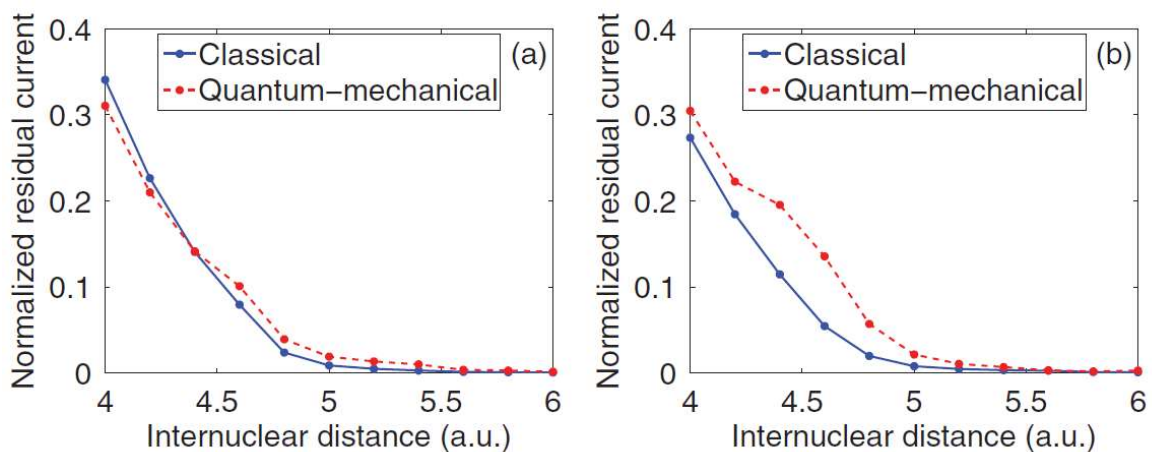 0.4
0.3
0.2
0.1
0
Normalized residual current
Classical
Quantum−mechanical
(a)
4
4.5
5
5.5
6
Internuclear distance (a.u.)
0.4
0.3
0.2
0.1
0
Normalized residual current
Classical
Quantum−mechanical
(b)
4
4.5
5
5.5
6
Internuclear distance (a.u.)